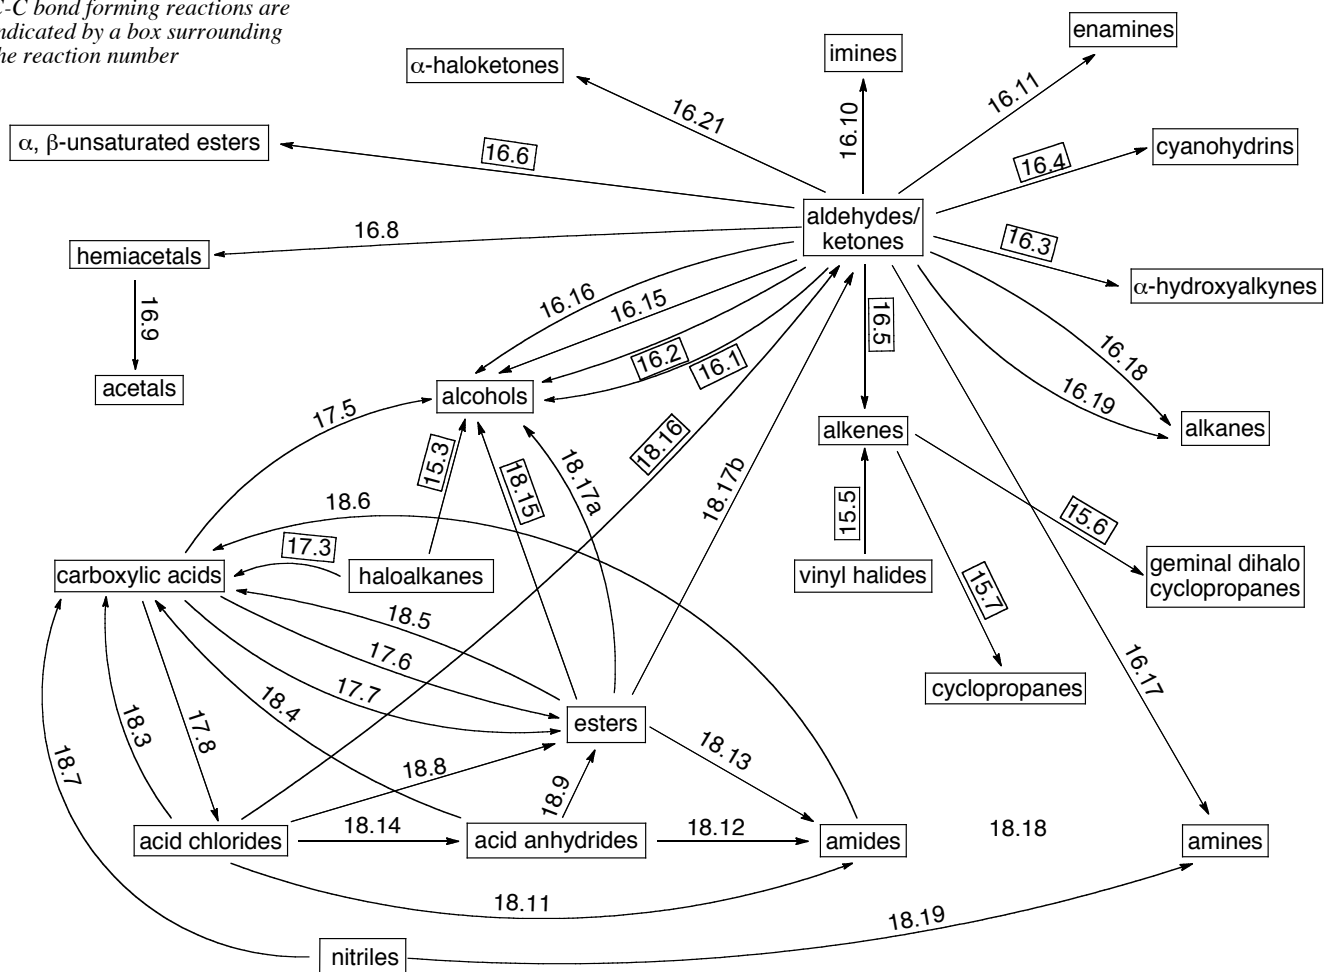 C-C bond forming reactions are
indicated by a box surrounding
the reaction number
enamines
imines
α-haloketones
16.11
16.21
16.10
α, β-unsaturated esters
16.6
16.4
cyanohydrins
aldehydes/
ketones
16.8
16.3
hemiacetals
α-hydroxyalkynes
16.9
16.16
16.15
16.5
16.2
16.1
16.18
16.19
acetals
alcohols
17.5
alkenes
alkanes
15.3
18.15
18.17a
18.16
18.17b
18.6
15.5
15.6
17.3
carboxylic acids
haloalkanes
vinyl halides
geminal dihalo
cyclopropanes
15.7
18.5
17.6
17.7
18.4
16.17
cyclopropanes
18.3
17.8
esters
18.7
18.8
18.9
18.13
18.14
18.12
18.18
acid chlorides
acid anhydrides
amides
amines
18.11
18.19
nitriles